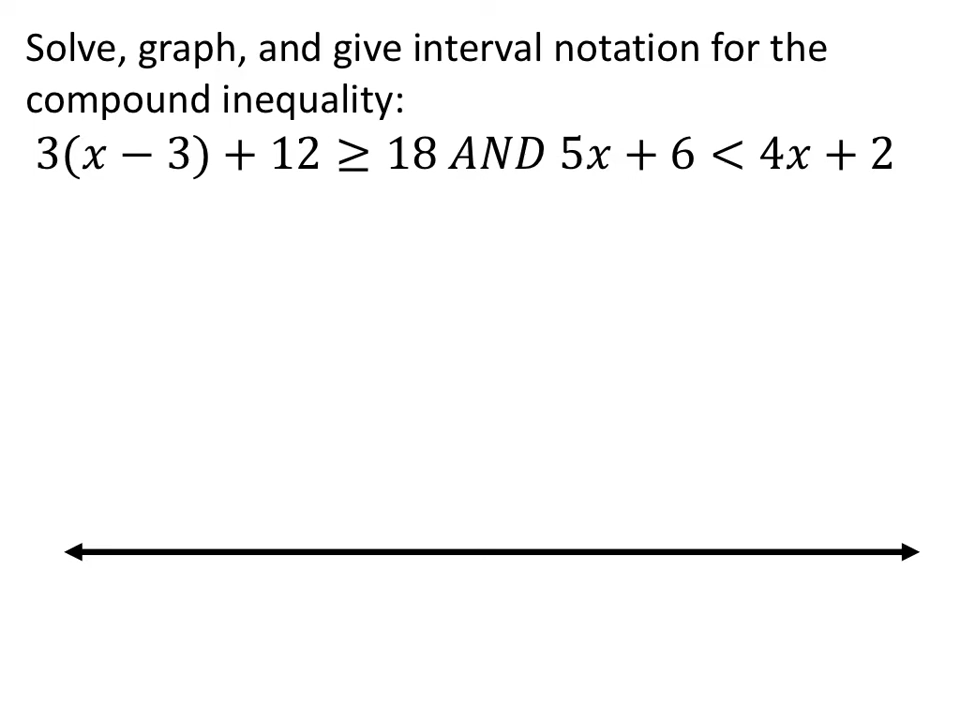 Solve, graph, and give interval notation for the
compound inequality:
3(x − 3) + 12 ≥ 18 AND 5x + 6 < 4x + 2